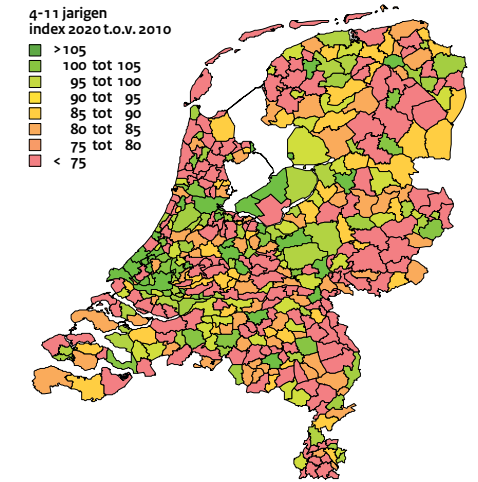 4-11 jarigen
index 2020 t.o.v. 2010
>105
100 tot 105
95 tot 100
90 tot 95
85 tot 90
80 tot 85
75 tot 80
< 75